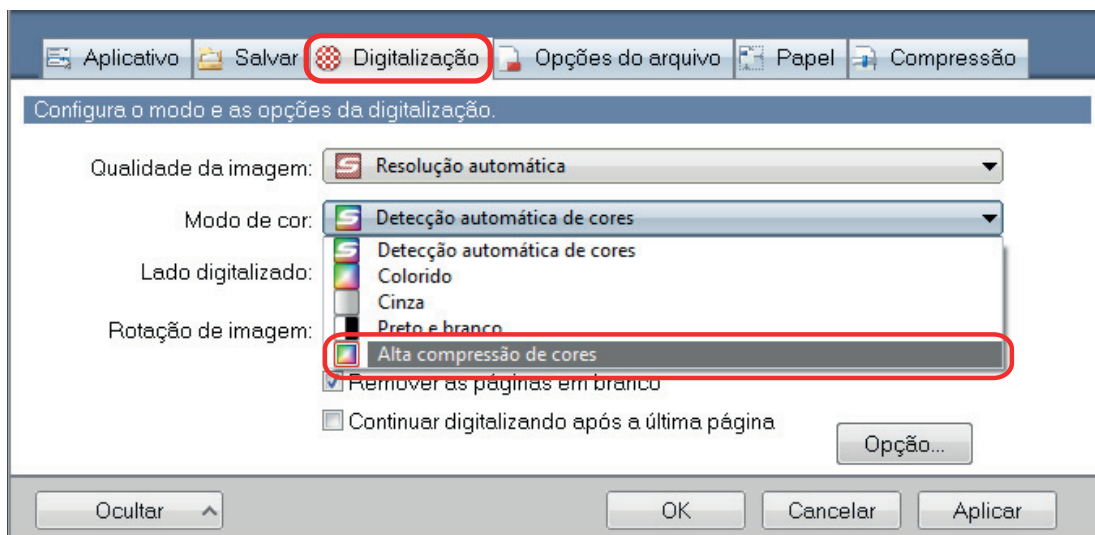 Aplicativo Salvar Digitalização Opções do arquivo Papel Compressão
Configura o modo e as opções da digitalização.
Qualidade da imagem: Resolução automática
Modo de cor: Detecção automática de cores
Detecção automática de cores
Lado digitalizado: Colorido
Cinza
Rotação de imagem: Preto e branco
Alta compressão de cores
Remover as páginas em branco
Continuar digitalizando após a última página
Opção...
Ocultar OK Cancelar Aplicar